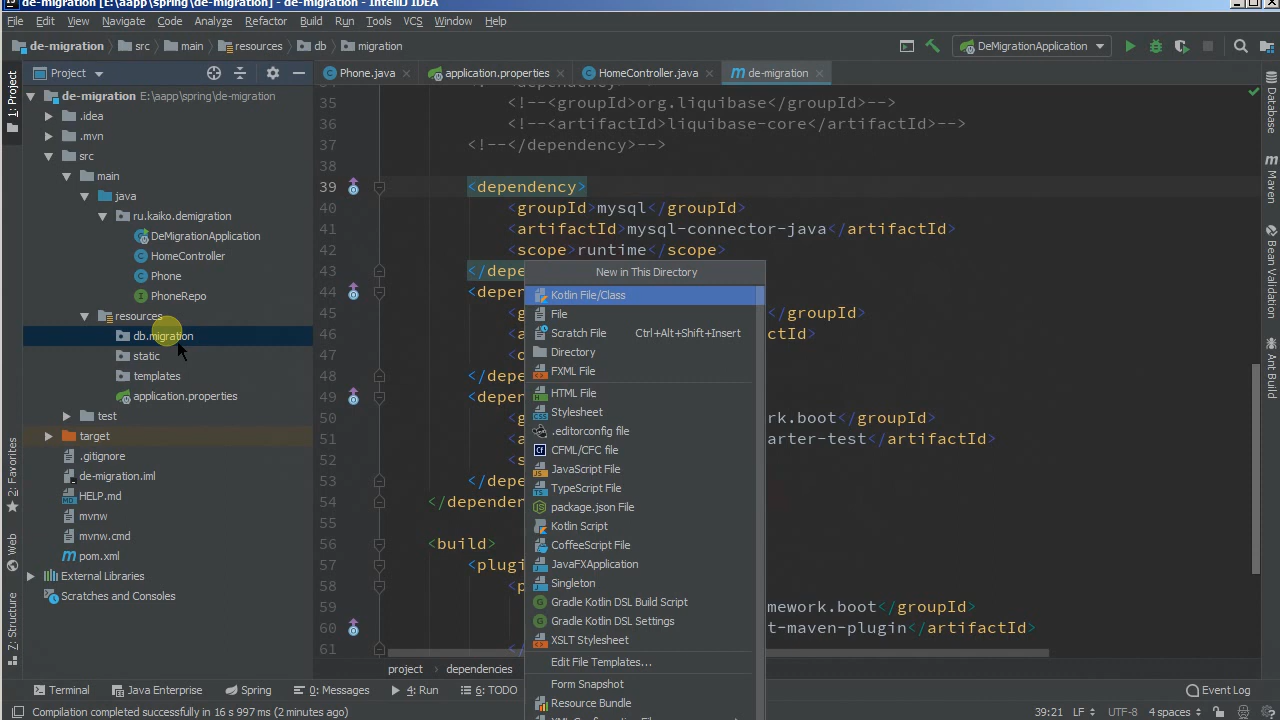 de-migration [E:\aapp\spring\de-migration] - de-migration - IntelliJ IDEA
File Edit View Navigate Code Analyze Refactor Build Run Tools VCS Window Help
de-migration src main resources db migration
DeMigrationApplication
1: Project
2: Favorites
Web
Z: Structure
Project
Phone.java
application.properties
HomeController.java
de-migration
de-migration E:\aapp\spring\de-migration
.idea
.mvn
src
main
java
ru.kaiko.demigration
DeMigrationApplication
HomeController
Phone
PhoneRepo
resources
db.migration
static
templates
application.properties
test
target
.gitignore
de-migration.iml
HELP.md
mvnw
mvnw.cmd
pom.xml
External Libraries
Scratches and Consoles
35 <!--<groupId>org.liquibase</groupId>-->
36 <!--<artifactId>liquibase-core</artifactId>-->
37 <!--</dependency>-->
38
39 <dependency>
40 <groupId>mysql</groupId>
41 <artifactId>mysql-connector-java</artifactId>
42 <scope>runtime</scope>
43 </depe
44 <depe
45 <g </groupId>
46 <a tId>
47 <o
48 </depe
49 <depe
50 <g rk.boot</groupId>
51 <a arter-test</artifactId>
52 <s
53 </depe
54 </dependen
55
56 <build>
57 <plugi
58 <p
59 mework.boot</groupId>
60 t-maven-plugin</artifactId>
61 </
New in This Directory
Kotlin File/Class
File
Scratch File Ctrl+Alt+Shift+Insert
Directory
FXML File
HTML File
Stylesheet
.editorconfig file
CFML/CFC file
JavaScript File
TypeScript File
package.json File
Kotlin Script
CoffeeScript File
JavaFXApplication
Singleton
Gradle Kotlin DSL Build Script
Gradle Kotlin DSL Settings
XSLT Stylesheet
Edit File Templates...
Form Snapshot
Resource Bundle
Database
Maven
Bean Validation
Ant Build
project dependencies
Terminal Java Enterprise Spring 0: Messages 4: Run 6: TODO Event Log
Compilation completed successfully in 16 s 997 ms (2 minutes ago) 39:21 LF UTF-8 4 spaces